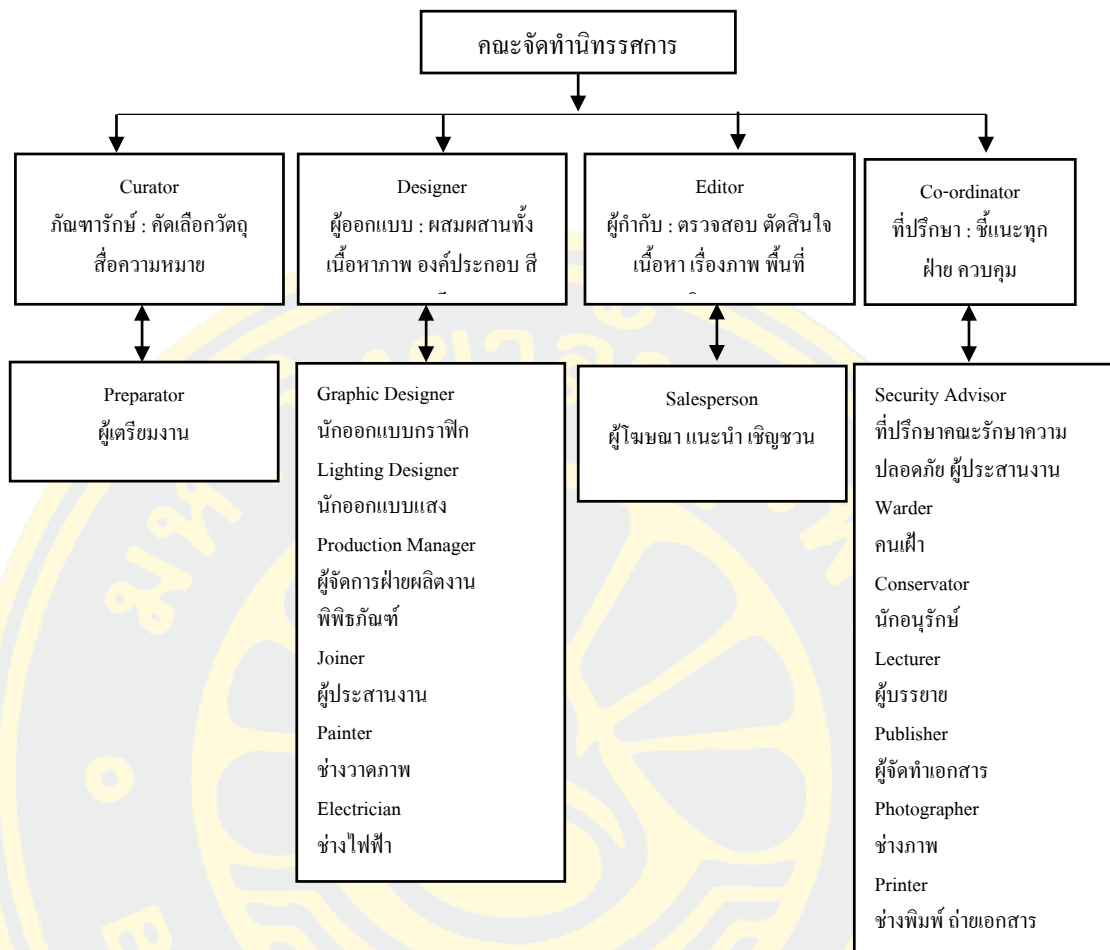 คณะจัดทำนิทรรศการ
Curator
ภัณฑารักษ์ : คัดเลือกวัตถุ
สื่อความหมาย
Designer
ผู้ออกแบบ : ผสมผสานทั้ง
เนื้อหาภาพ องค์ประกอบ สี
Editor
ผู้กำกับ : ตรวจสอบ ตัดสินใจ
เนื้อหา เรื่องภาพ พื้นที่
Co-ordinator
ที่ปรึกษา : ชี้แนะทุก
ฝ่าย ควบคุม
Preparator
ผู้เตรียมงาน
Graphic Designer
นักออกแบบกราฟิก
Lighting Designer
นักออกแบบแสง
Production Manager
ผู้จัดการฝ่ายผลิตงาน
พิพิธภัณฑ์
Joiner
ผู้ประสานงาน
Painter
ช่างวาดภาพ
Electrician
ช่างไฟฟ้า
Salesperson
ผู้โฆษณา แนะนำ เชิญชวน
Security Advisor
ที่ปรึกษาคณะรักษาความ
ปลอดภัย ผู้ประสานงาน
Warder
คนเฝ้า
Conservator
นักอนุรักษ์
Lecturer
ผู้บรรยาย
Publisher
ผู้จัดทำเอกสาร
Photographer
ช่างภาพ
Printer
ช่างพิมพ์ ถ่ายเอกสาร